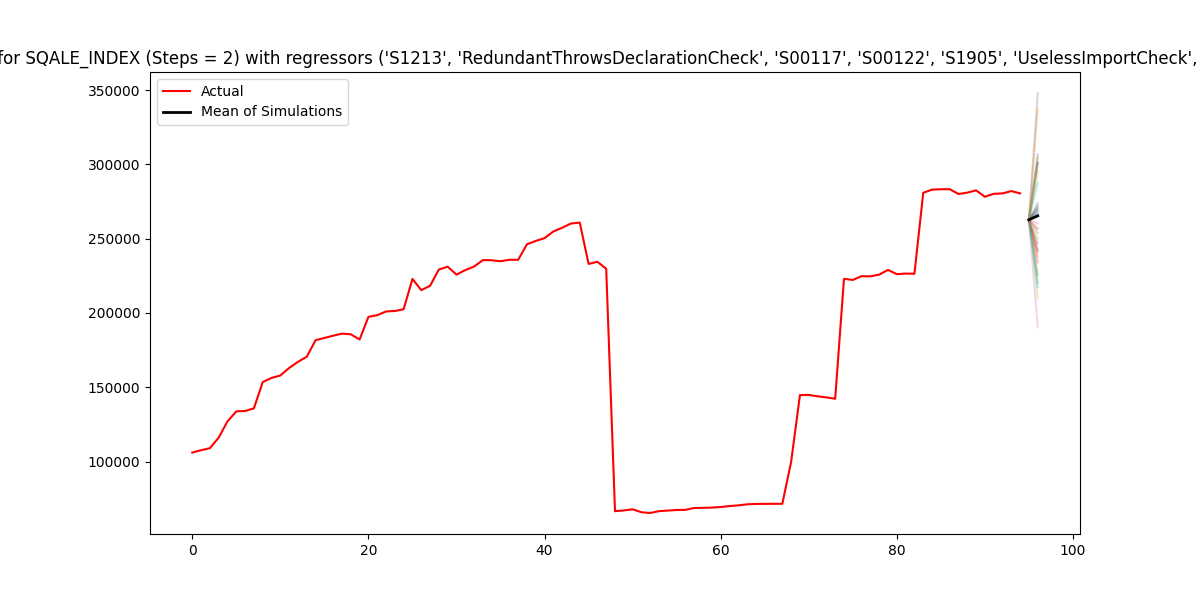 for SQALE_INDEX (Steps = 2) with regressors ('S1213', 'RedundantThrowsDeclarationCheck', 'S00117', 'S00122', 'S1905', 'UselessImportCheck',
Actual
Mean of Simulations
350000
300000
250000
200000
150000
100000
0 20 40 60 80 100